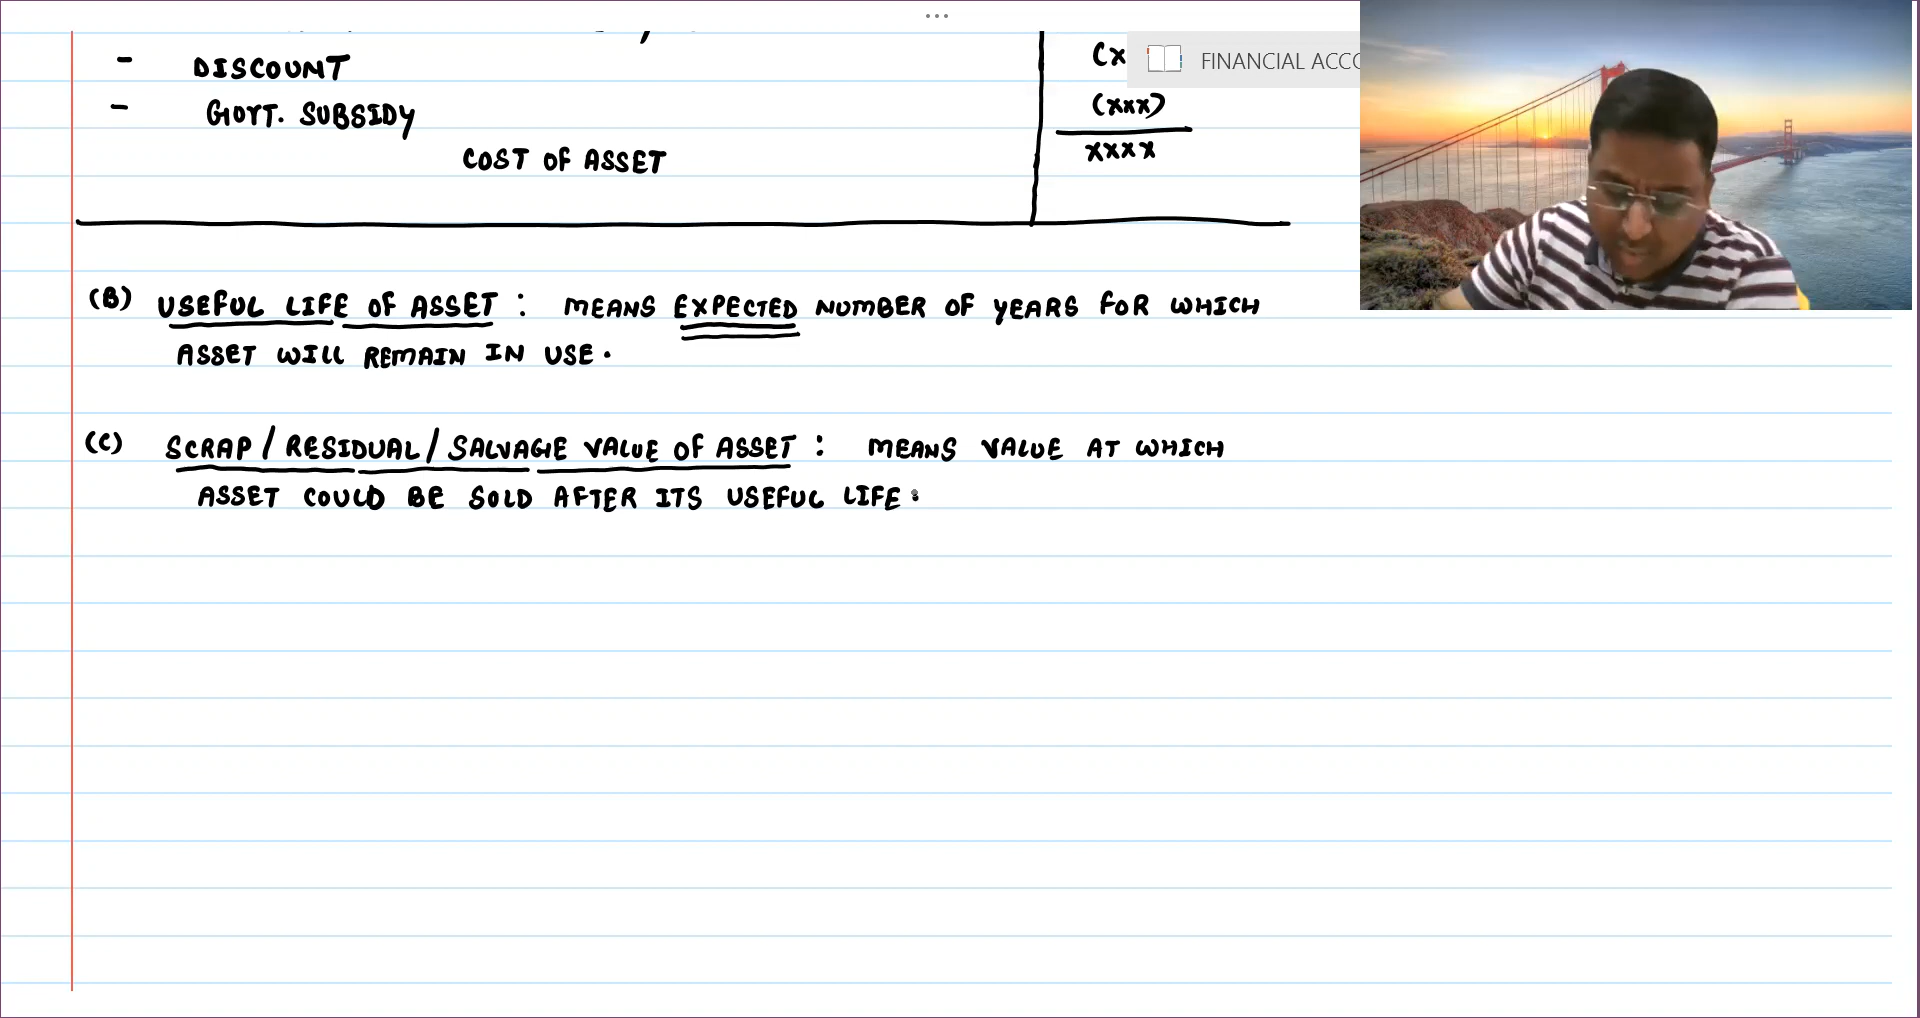 - DISCOUNT (x
FINANCIAL ACCO
- GOVT. SUBSIDY (xxx)
COST OF ASSET xxxx
(B) USEFUL LIFE OF ASSET : MEANS EXPECTED NUMBER OF YEARS FOR WHICH
ASSET WILL REMAIN IN USE.
(C) SCRAP / RESIDUAL / SALVAGE VALUE OF ASSET : MEANS VALUE AT WHICH
ASSET COULD BE SOLD AFTER ITS USEFUL LIFE.